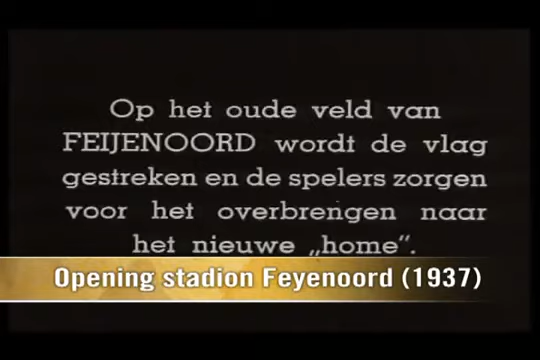 Op het oude veld van
FEIJENOORD wordt de vlag
gestreken en de spelers zorgen
voor het overbrengen naar
het nieuwe „home”.
Opening stadion Feyenoord (1937)